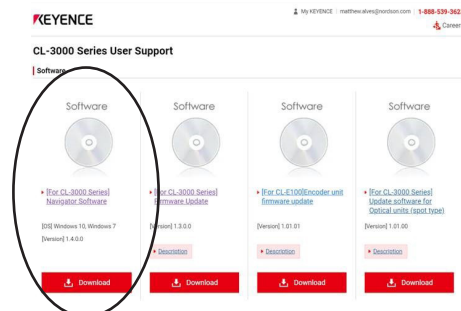 KEYENCE
My KEYENCE | matthew.alves@nordson.com | 1-888-539-362
Career
CL-3000 Series User Support
Software
Software
[For CL-3000 Series]
Navigator Software
[OS] Windows 10, Windows 7
[Version] 1.4.0.0
Download
Software
[For CL-3000 Series]
Firmware Update
[Version] 1.3.0.0
Description
Download
Software
[For CL-E100]Encoder unit
firmware update
[Version] 1.01.01
Description
Download
Software
[For CL-3000 Series]
Update software for
Optical units (spot type)
[Version] 1.01.00
Description
Download